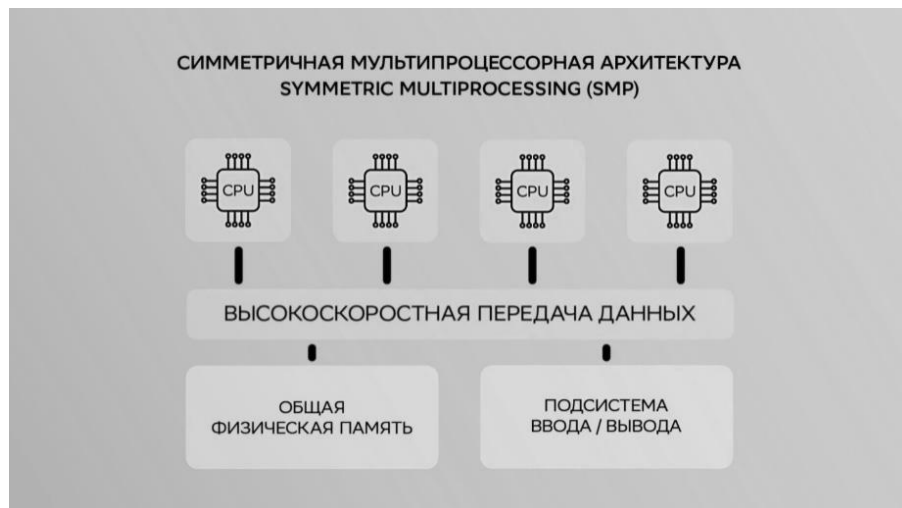 СИММЕТРИЧНАЯ МУЛЬТИПРОЦЕССОРНАЯ АРХИТЕКТУРА
SYMMETRIC MULTIPROCESSING (SMP)
CPU
CPU
CPU
CPU
ВЫСОКОСКОРОСТНАЯ ПЕРЕДАЧА ДАННЫХ
ОБЩАЯ
ФИЗИЧЕСКАЯ ПАМЯТЬ
ПОДСИСТЕМА
ВВОДА / ВЫВОДА